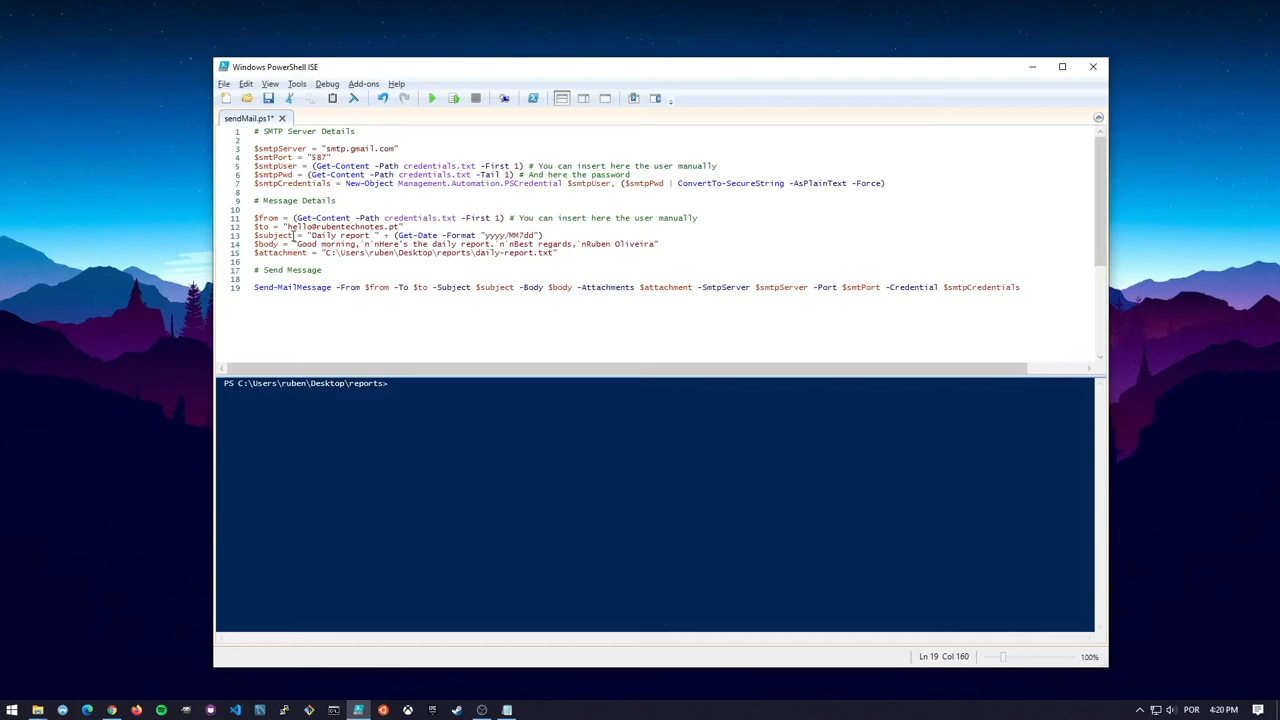 Windows PowerShell ISE
File Edit View Tools Debug Add-ons Help
sendMail.ps1*
1 # SMTP Server Details
2
3 $smtpServer = "smtp.gmail.com"
4 $smtpPort = "587"
5 $smtpUser = (Get-Content -Path credentials.txt -First 1) # You can insert here the user manually
6 $smtpPwd = (Get-Content -Path credentials.txt -Tail 1) # And here the password
7 $smtpCredentials = New-Object Management.Automation.PSCredential $smtpUser, ($smtpPwd | ConvertTo-SecureString -AsPlainText -Force)
8
9 # Message Details
10
11 $from = (Get-Content -Path credentials.txt -First 1) # You can insert here the user manually
12 $to = "hello@rubentechnotes.pt"
13 $subject = "Daily report " + (Get-Date -Format "yyyy/MM7dd")
14 $body = "Good morning,`n`nHere's the daily report.`n`nBest regards,`nRuben Oliveira"
15 $attachment = "C:\Users\ruben\Desktop\reports\daily-report.txt"
16
17 # Send Message
18
19 Send-MailMessage -From $from -To $to -Subject $subject -Body $body -Attachments $attachment -SmtpServer $smtpServer -Port $smtpPort -Credential $smtpCredentials
PS C:\Users\ruben\Desktop\reports>
Ln 19 Col 160 100%
POR 4:20 PM